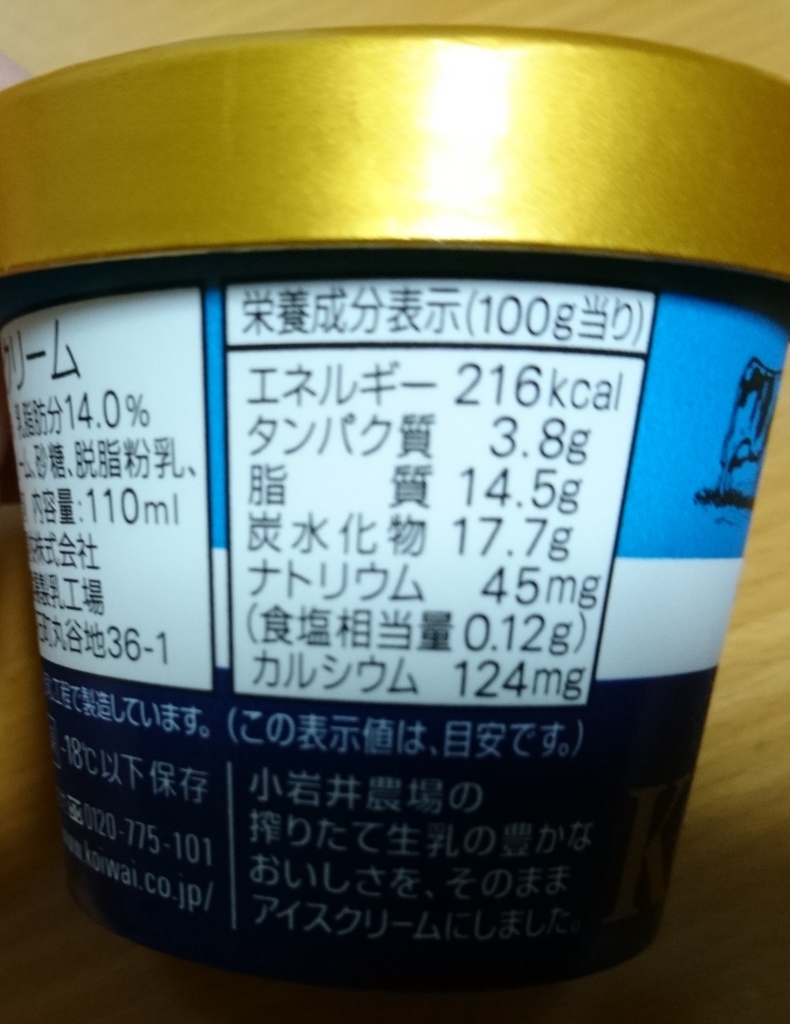 リーム
乳脂肪分14.0%
ーム、砂糖、脱脂粉乳、
内容量:110ml
株式会社
製乳工場
町丸谷地36-1
工程で製造しています。
-18℃以下保存
0120-775-101
www.koiwai.co.jp/
栄養成分表示(100g当り)
エネルギー 216kcal
タンパク質 3.8g
脂質 14.5g
炭水化物 17.7g
ナトリウム 45mg
(食塩相当量 0.12g)
カルシウム 124mg
(この表示値は、目安です。)
小岩井農場の
搾りたて生乳の豊かな
おいしさを、そのまま
アイスクリームにしました。
K